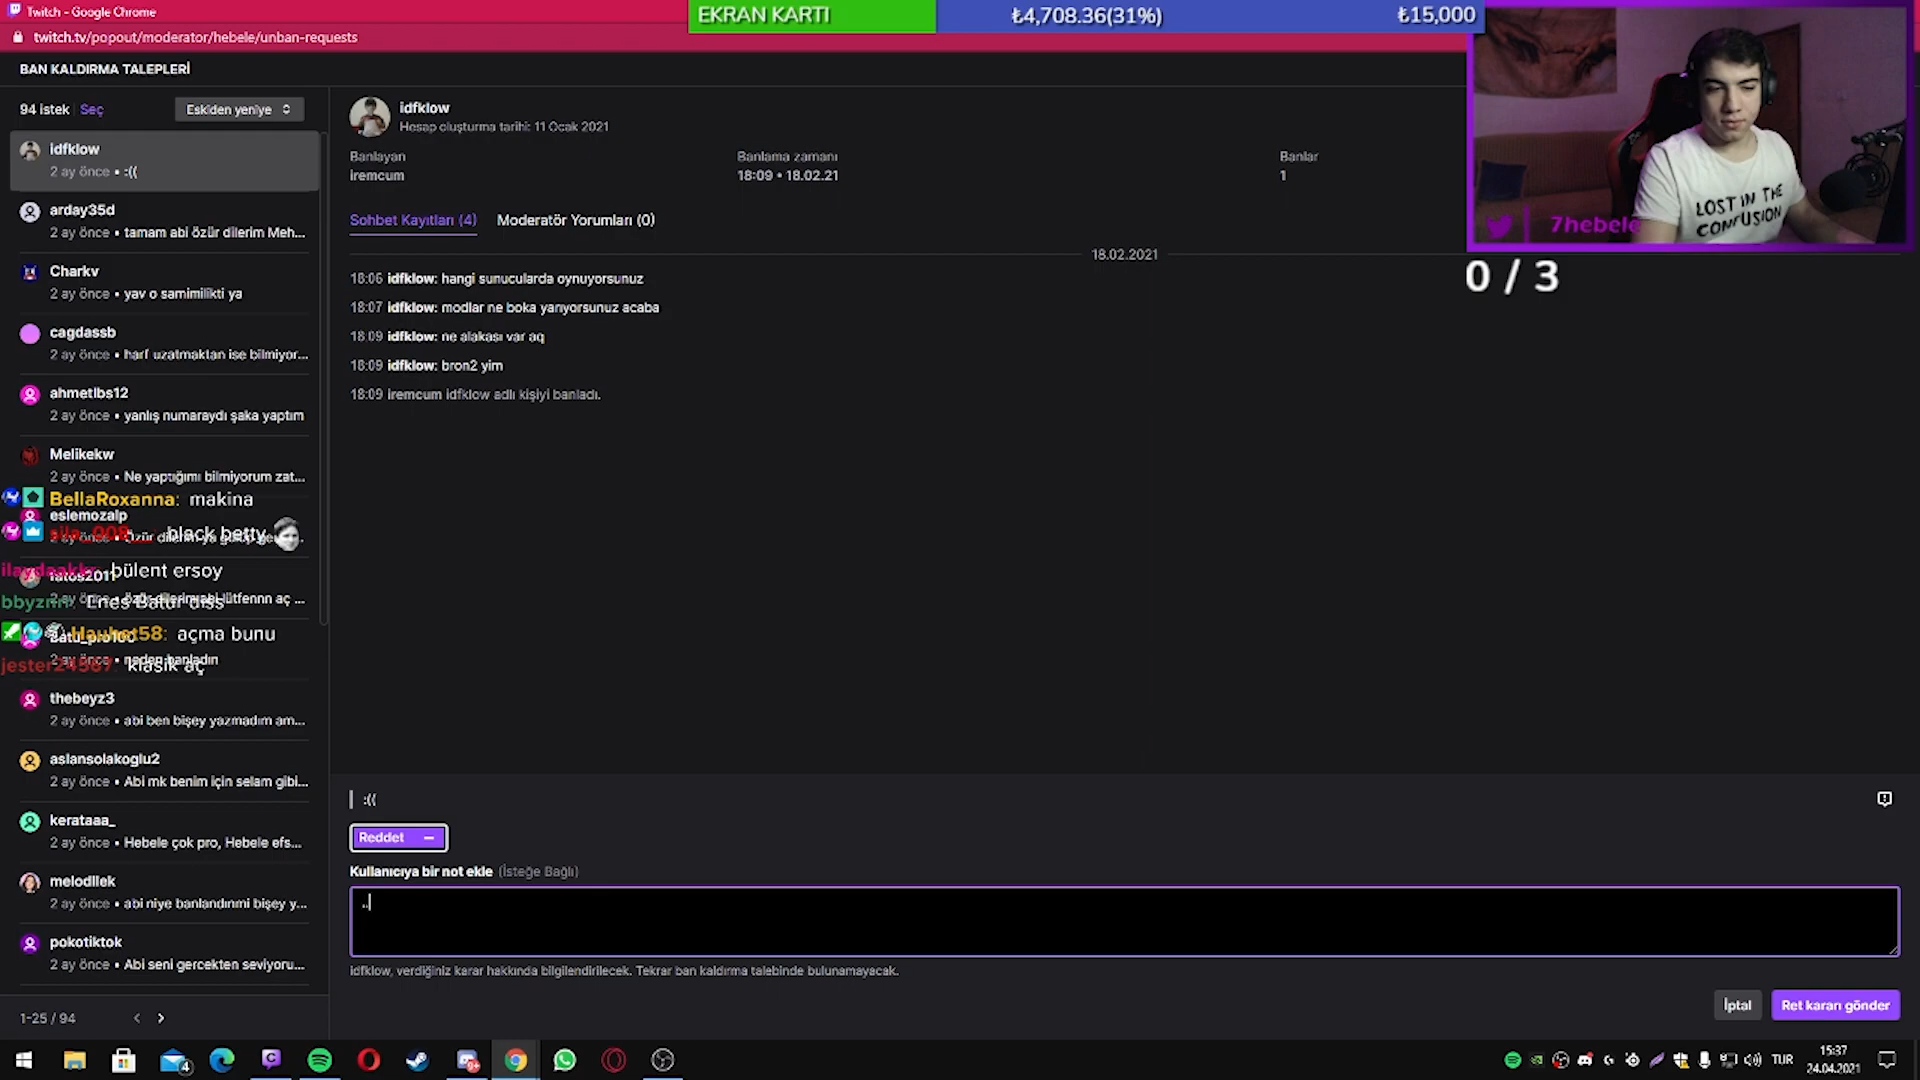 Twitch - Google Chrome
twitch.tv/popout/moderator/hebele/unban-requests
EKRAN KARTI
₺4,708.36(31%)
₺15,000
BAN KALDIRMA TALEPLERİ
94 istek Seç
Eskiden yeniye
idfklow
2 ay önce • :((
arday35d
2 ay önce • tamam abi özür dilerim Meh...
Charkv
2 ay önce • yav o samimilikti ya
cagdassb
2 ay önce • harf uzatmaktan ise bilmiyor...
ahmetlbs12
2 ay önce • yanlış numaraydı şaka yaptım
Melikekw
2 ay önce • Ne yaptığımı bilmiyorum zat...
BellaRoxanna: makina
eslemozalp
black betty
bülent ersoy
Enes Batur diss
açma bunu
2 ay önce • neden banladın
klasik aç
thebeyz3
2 ay önce • abi ben bişey yazmadım am...
aslansolakoglu2
2 ay önce • Abi mk benim için selam gibi...
kerataaa_
2 ay önce • Hebele çok pro, Hebele efs...
melodilek
2 ay önce • abi niye banlandınmi bişey y...
pokotiktok
2 ay önce • Abi seni gercekten seviyoru...
1-25 / 94
idfklow
Hesap oluşturma tarihi: 11 Ocak 2021
Banlayan
iremcum
Banlama zamanı
18:09 • 18.02.21
Banlar
1
Sohbet Kayıtları (4)
Moderatör Yorumları (0)
18.02.2021
18:06 idfklow: hangi sunucularda oynuyorsunuz
18:07 idfklow: modlar ne boka yarıyorsunuz acaba
18:09 idfklow: ne alakası var aq
18:09 idfklow: bron2 yim
18:09 iremcum idfklow adlı kişiyi banladı.
LOST IN THE
CONFUSION
7hebele
0 / 3
:((
Reddet
Kullanıcıya bir not ekle (İsteğe Bağlı)
..
idfklow, verdiğiniz karar hakkında bilgilendirilecek. Tekrar ban kaldırma talebinde bulunamayacak.
İptal
Ret kararı gönder
TUR
15:37
24.04.2021